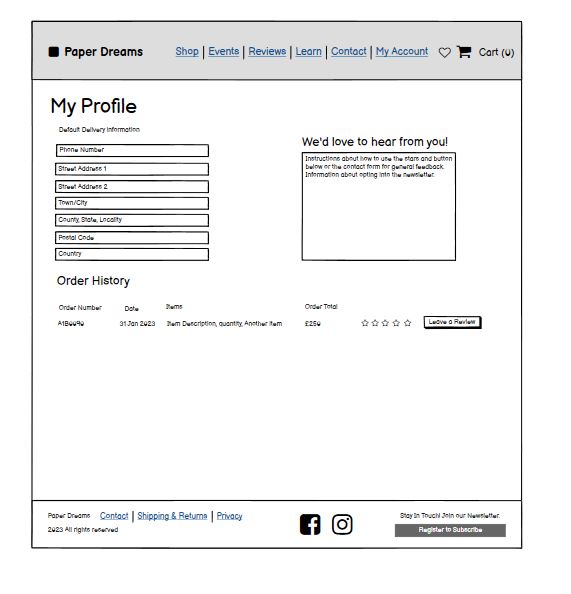 Paper Dreams Shop | Events | Reviews | Learn | Contact | My Account Cart (0)
My Profile
Default Delivery Information
Phone Number
Street Address 1
Street Address 2
Town/City
County, State, Locality
Postal Code
Country
We'd love to hear from you!
Instructions about how to use the stars and button
below or the contact form for general feedback.
Information about opting into the newsletter.
Order History
Order Number Date Items Order Total
31 Jan 2023 Item Description, quantity, Another item £250 Leave a Review
Paper Dreams Contact | Shipping & Returns | Privacy
2023 All rights reserved
Stay In Touch! Join our Newsletter.
Register to Subscribe